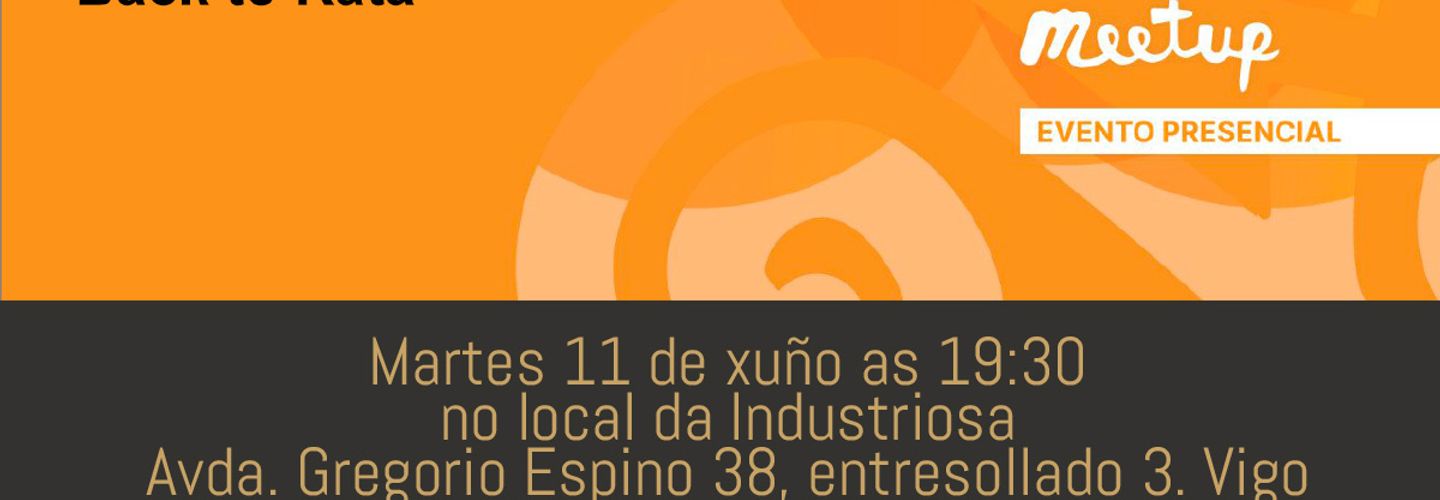 Back to Kata
meetup
EVENTO PRESENCIAL
Martes 11 de xuño as 19:30
no local da Industriosa
Avda. Gregorio Espino 38, entresollado 3. Vigo